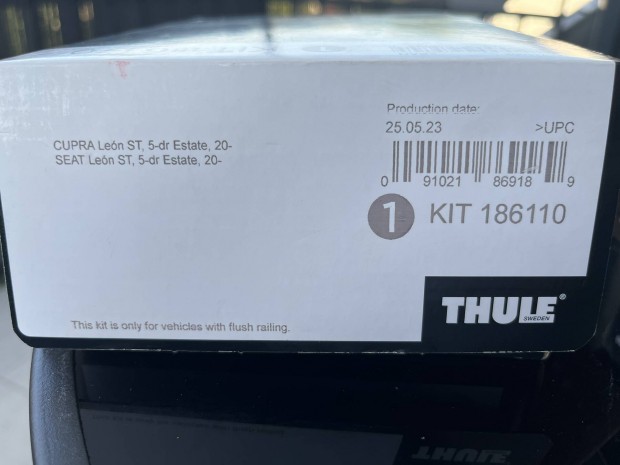 CUPRA León ST, 5-dr Estate, 20-
SEAT León ST, 5-dr Estate, 20-
Production date:
25.05.23 >UPC
0 91021 86918 9
1 KIT 186110
THULE®
SWEDEN
This kit is only for vehicles with flush railing.
THULE